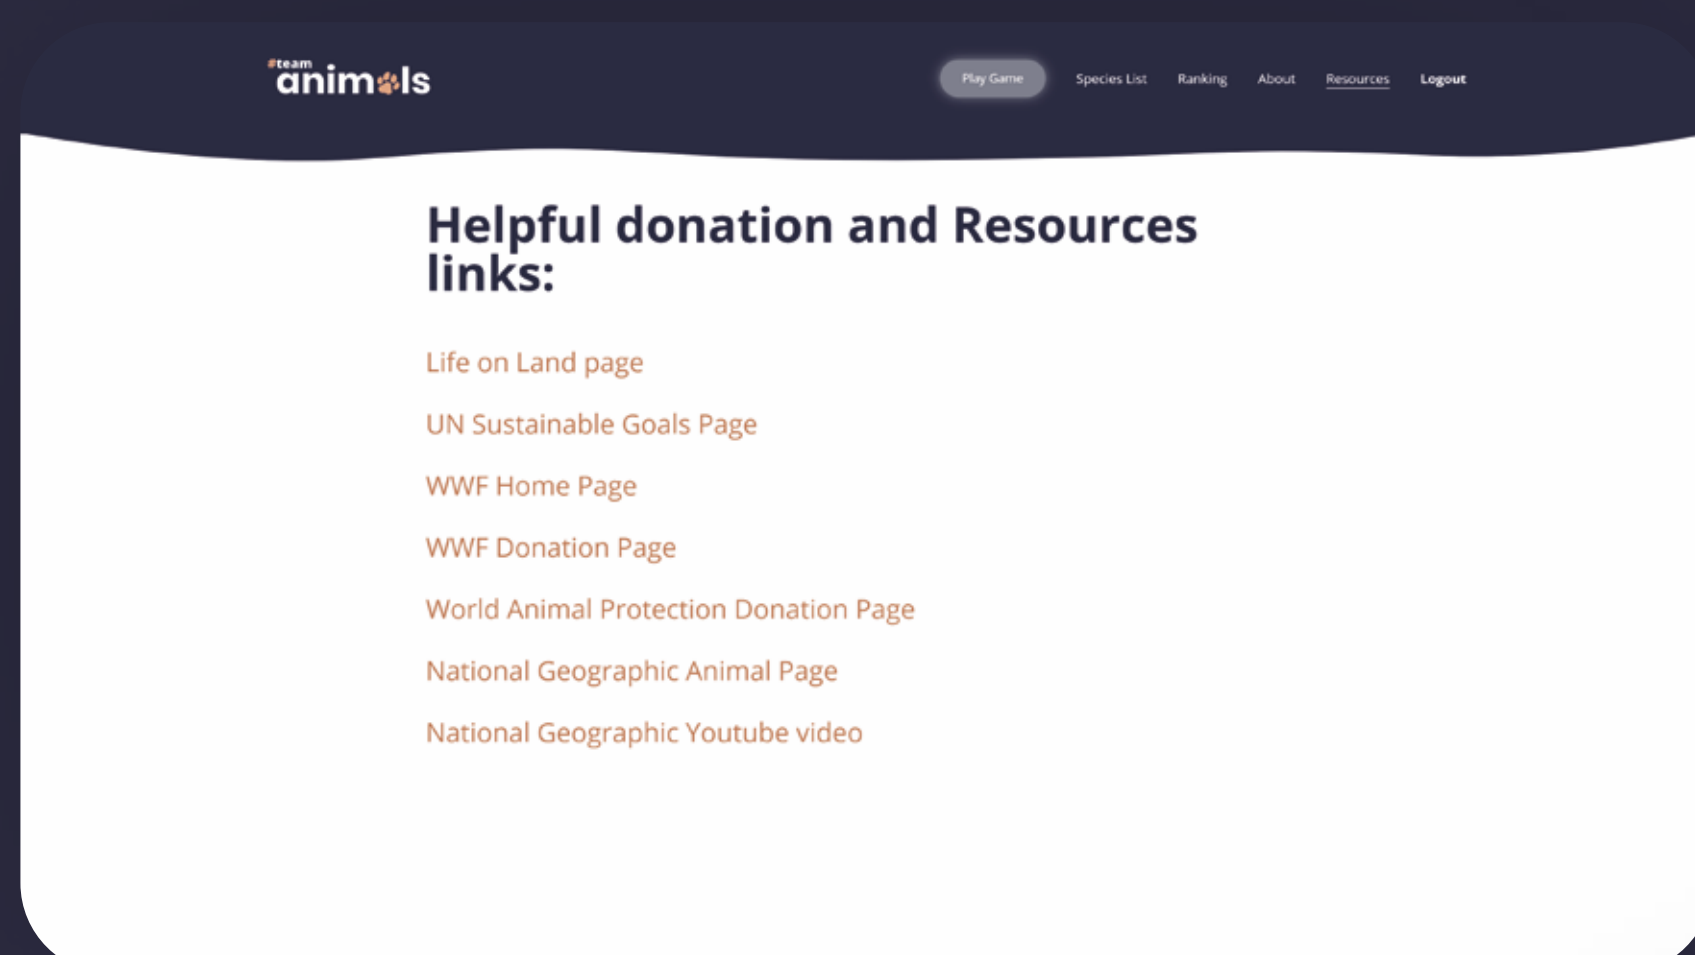 #team
animals
Play Game
Species List
Ranking
About
Resources
Logout
Helpful donation and Resources
links:
Life on Land page
UN Sustainable Goals Page
WWF Home Page
WWF Donation Page
World Animal Protection Donation Page
National Geographic Animal Page
National Geographic Youtube video